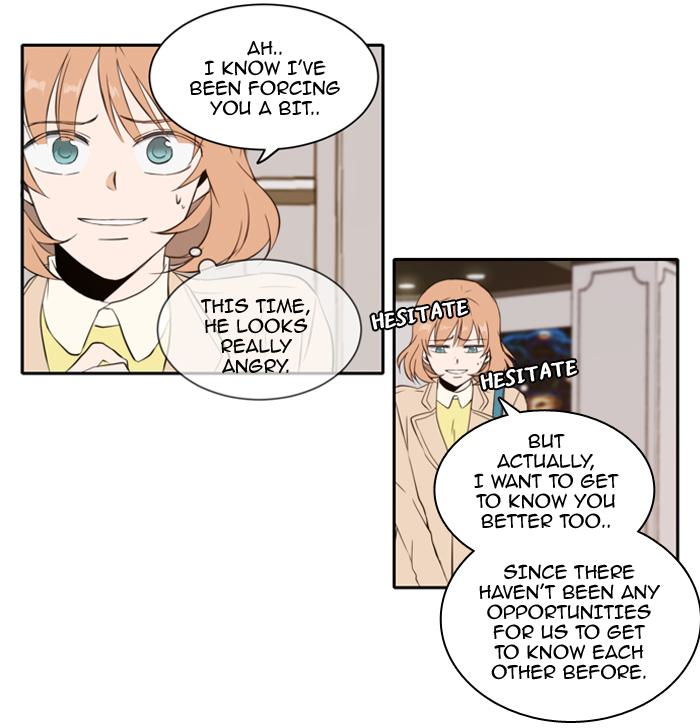 AH..
I KNOW I'VE
BEEN FORCING
YOU A BIT..
THIS TIME,
HE LOOKS
REALLY
ANGRY.
HESITATE
HESITATE
BUT
ACTUALLY,
I WANT TO GET
TO KNOW YOU
BETTER TOO..
SINCE THERE
HAVEN'T BEEN ANY
OPPORTUNITIES
FOR US TO GET
TO KNOW EACH
OTHER BEFORE.